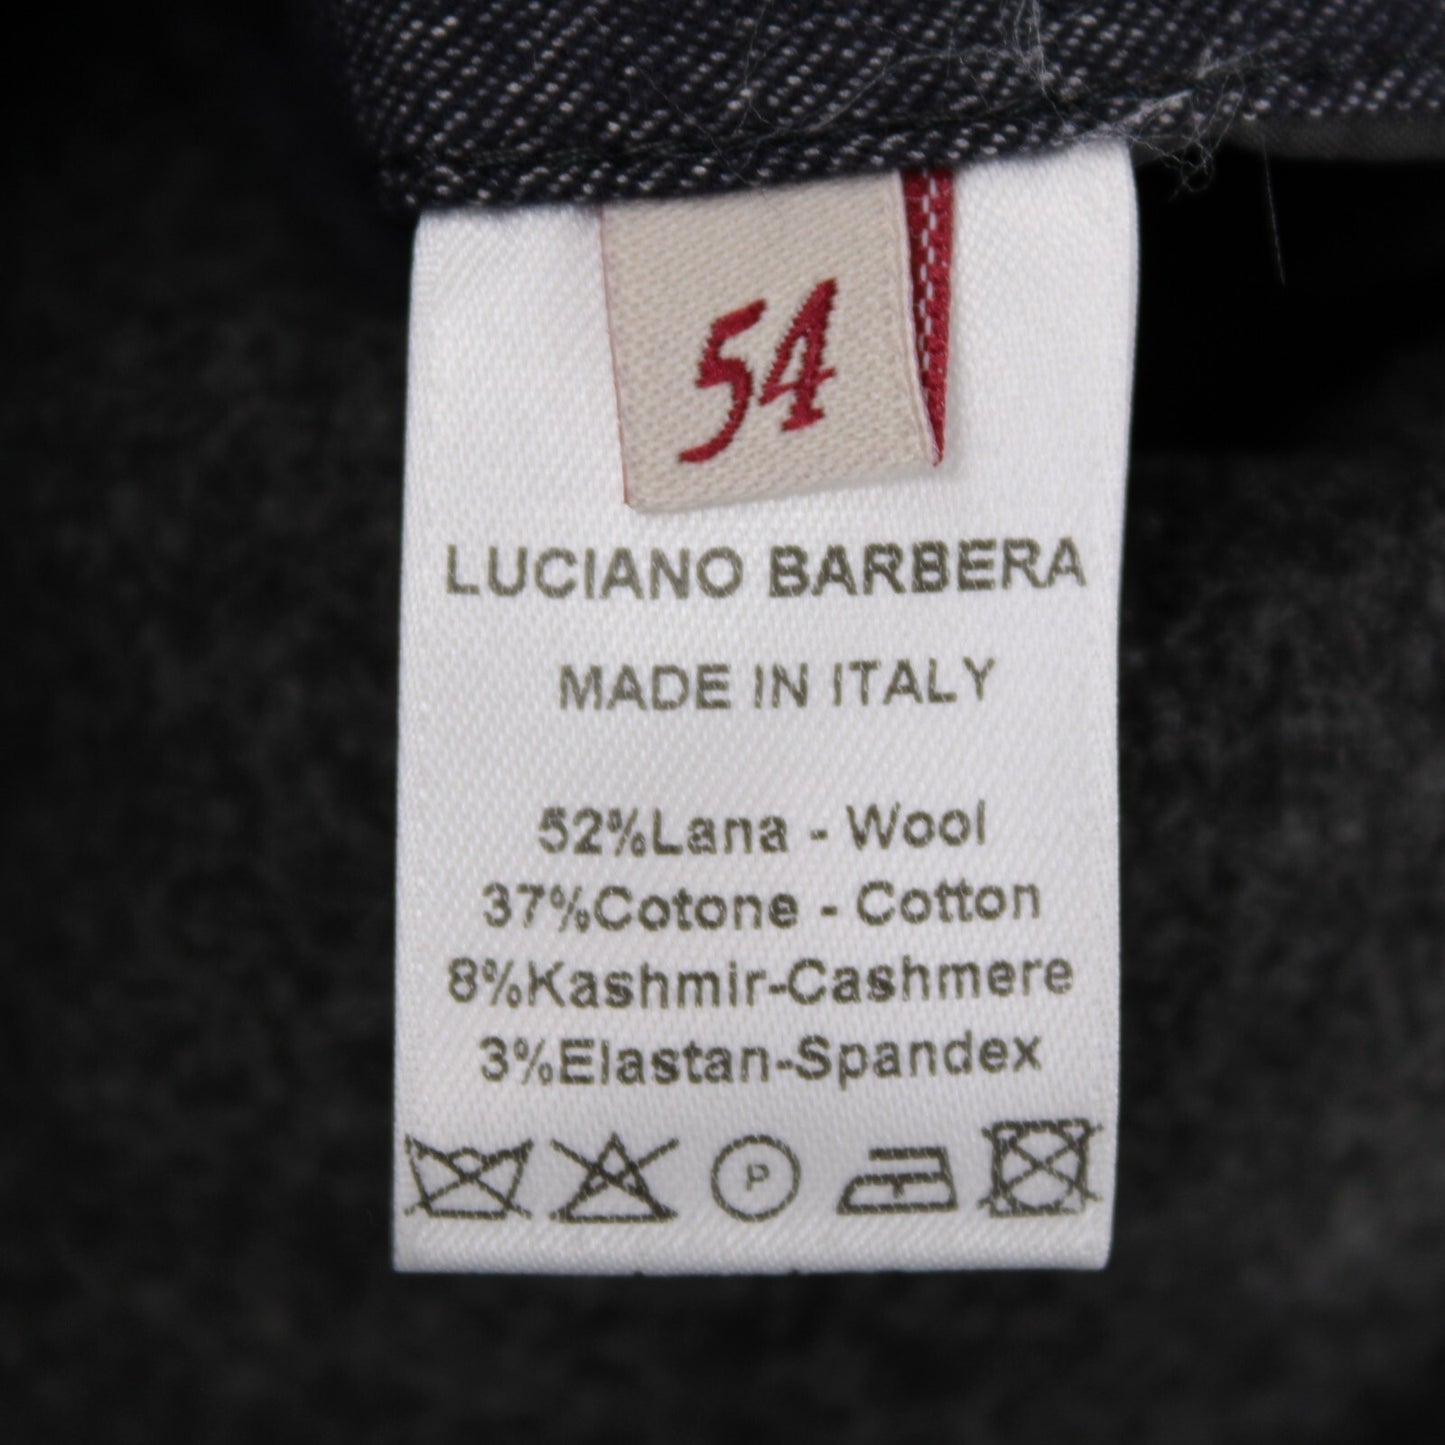 54
LUCIANO BARBERA
MADE IN ITALY
52%Lana - Wool
37%Cotone - Cotton
8%Kashmir-Cashmere
3%Elastan-Spandex
P